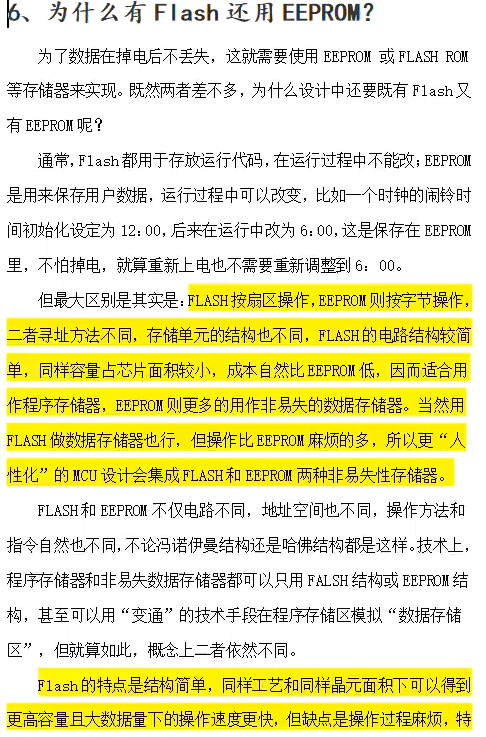 6、为什么有Flash还用EEPROM?
为了数据在掉电后不丢失，这就需要使用 EEPROM 或 FLASH ROM
等存储器来实现。既然两者差不多，为什么设计中还要既有 Flash 又
有 EEPROM 呢？
通常，Flash 都用于存放运行代码，在运行过程中不能改；EEPROM
是用来保存用户数据，运行过程中可以改变，比如一个时钟的闹铃时
间初始化设定为 12:00，后来在运行中改为 6:00，这是保存在 EEPROM
里，不怕掉电，就算重新上电也不需要重新调整到 6：00。
但最大区别是其实是：FLASH 按扇区操作，EEPROM 则按字节操作，
二者寻址方法不同，存储单元的结构也不同，FLASH 的电路结构较简
单，同样容量占芯片面积较小，成本自然比 EEPROM 低，因而适合用
作程序存储器，EEPROM 则更多的用作非易失的数据存储器。当然用
FLASH 做数据存储器也行，但操作比 EEPROM 麻烦的多，所以更“人
性化”的 MCU 设计会集成 FLASH 和 EEPROM 两种非易失性存储器。
FLASH 和 EEPROM 不仅电路不同，地址空间也不同，操作方法和
指令自然也不同，不论冯诺伊曼结构还是哈佛结构都是这样。技术上，
程序存储器和非易失数据存储器都可以只用 FALSH 结构或 EEPROM 结
构，甚至可以用“变通”的技术手段在程序存储区模拟“数据存储
区”，但就算如此，概念上二者依然不同。
Flash 的特点是结构简单，同样工艺和同样晶元面积下可以得到
更高容量且大数据量下的操作速度更快，但缺点是操作过程麻烦，特